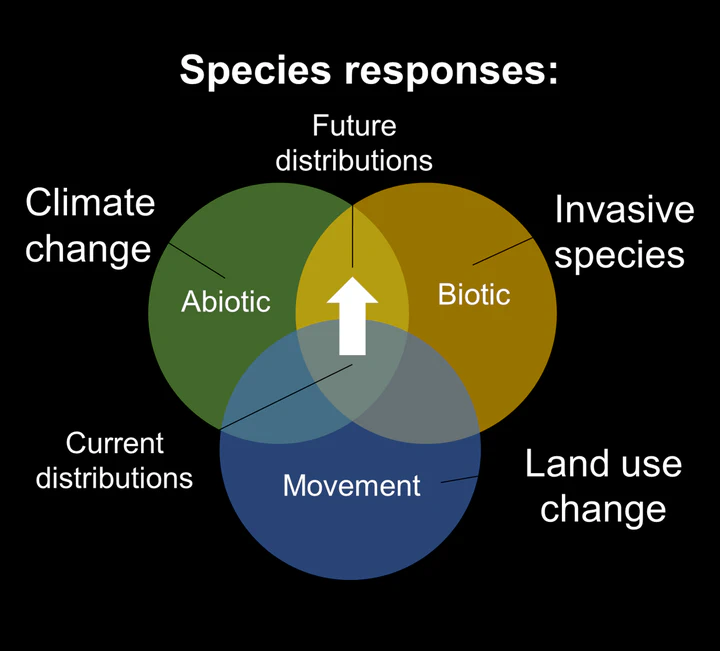 Species responses:
Future
distributions
Climate
change
Invasive
species
Abiotic
Biotic
Current
distributions
Movement
Land use
change